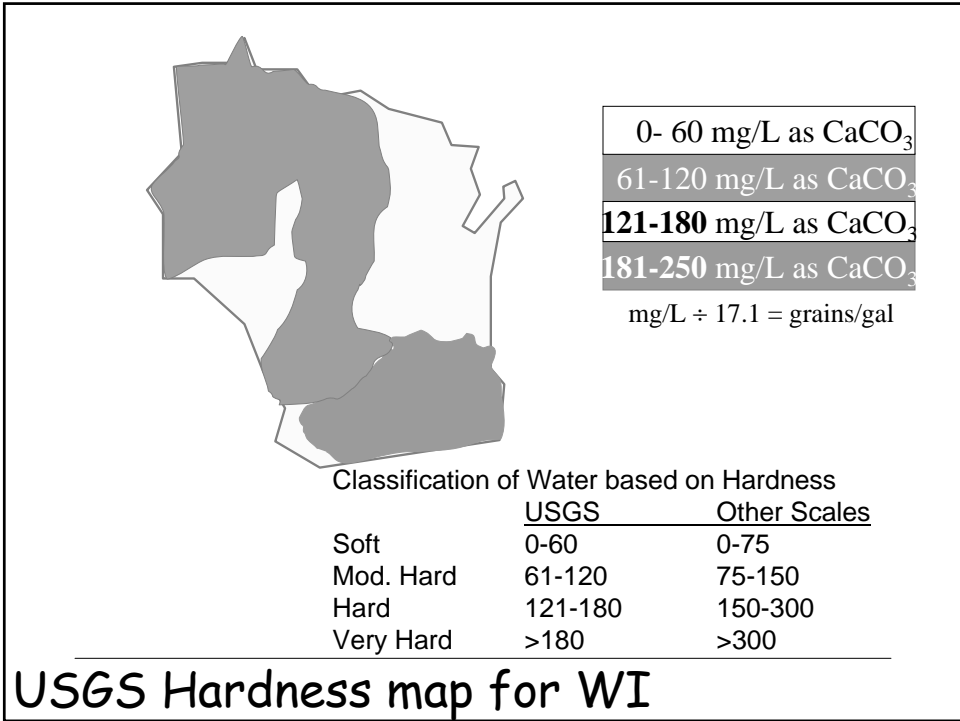 0- 60 mg/L as CaCO₃
61-120 mg/L as CaCO₃
121-180 mg/L as CaCO₃
181-250 mg/L as CaCO₃
mg/L ÷ 17.1 = grains/gal
Classification of Water based on Hardness
USGS Other Scales
Soft 0-60 0-75
Mod. Hard 61-120 75-150
Hard 121-180 150-300
Very Hard >180 >300
USGS Hardness map for WI